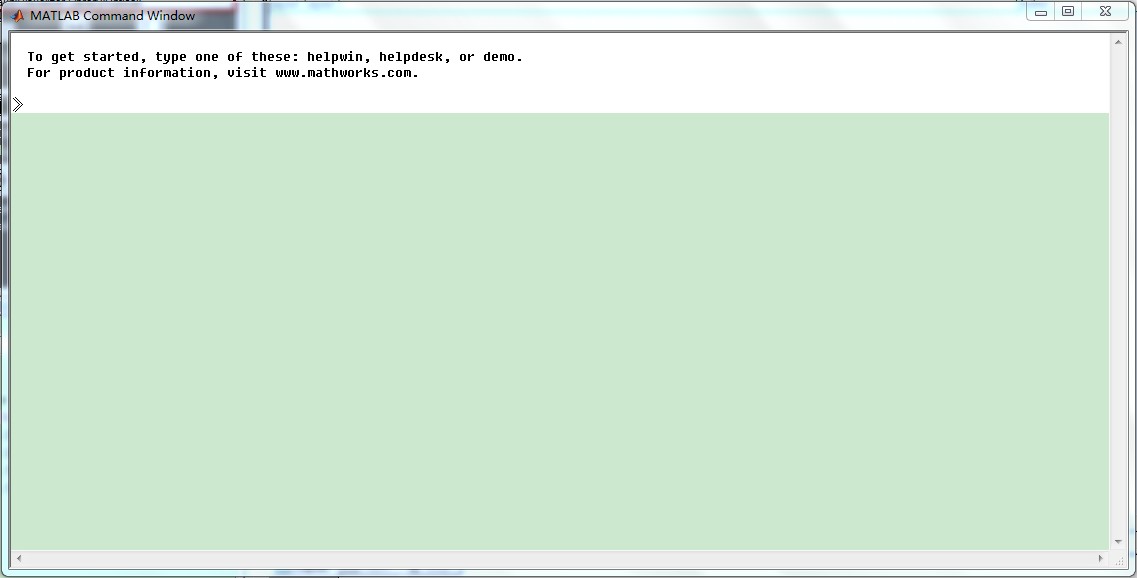 MATLAB Command Window
To get started, type one of these: helpwin, helpdesk, or demo.
For product information, visit www.mathworks.com.
>>